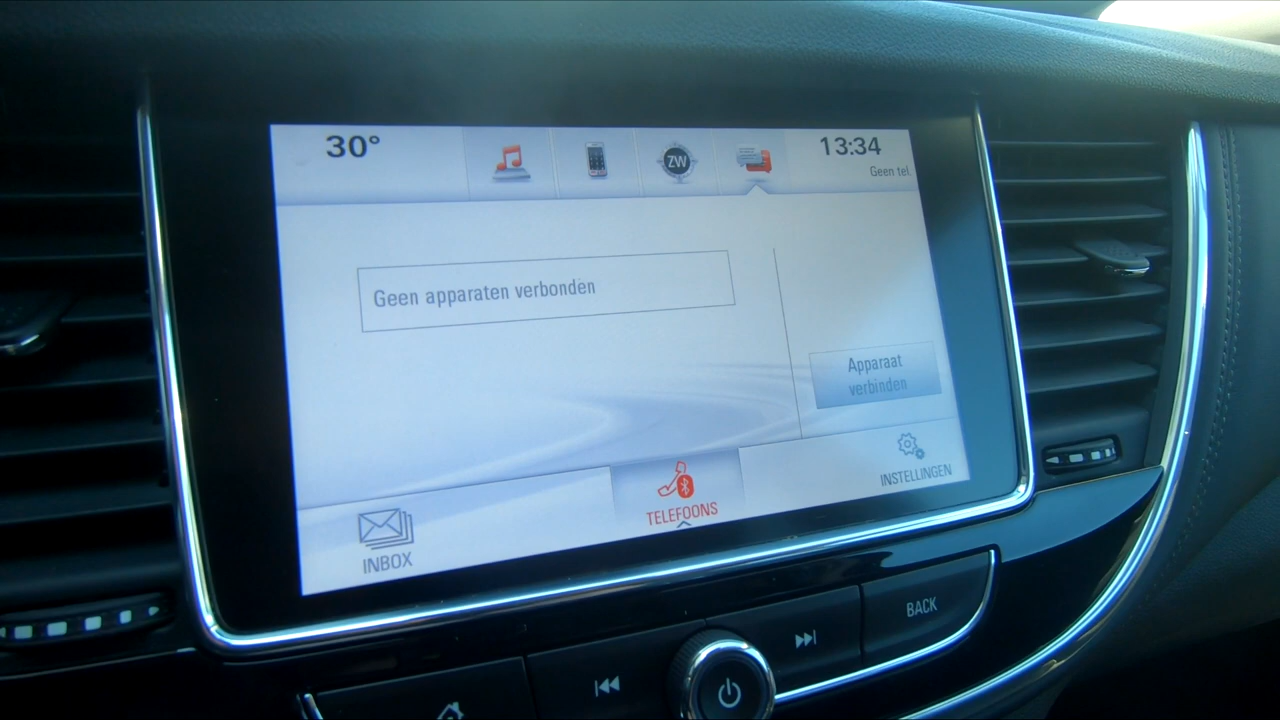 30°
ZW
13:34
Geen tel.
Geen apparaten verbonden
Apparaat
verbinden
INBOX
TELEFOONS
INSTELLINGEN
BACK